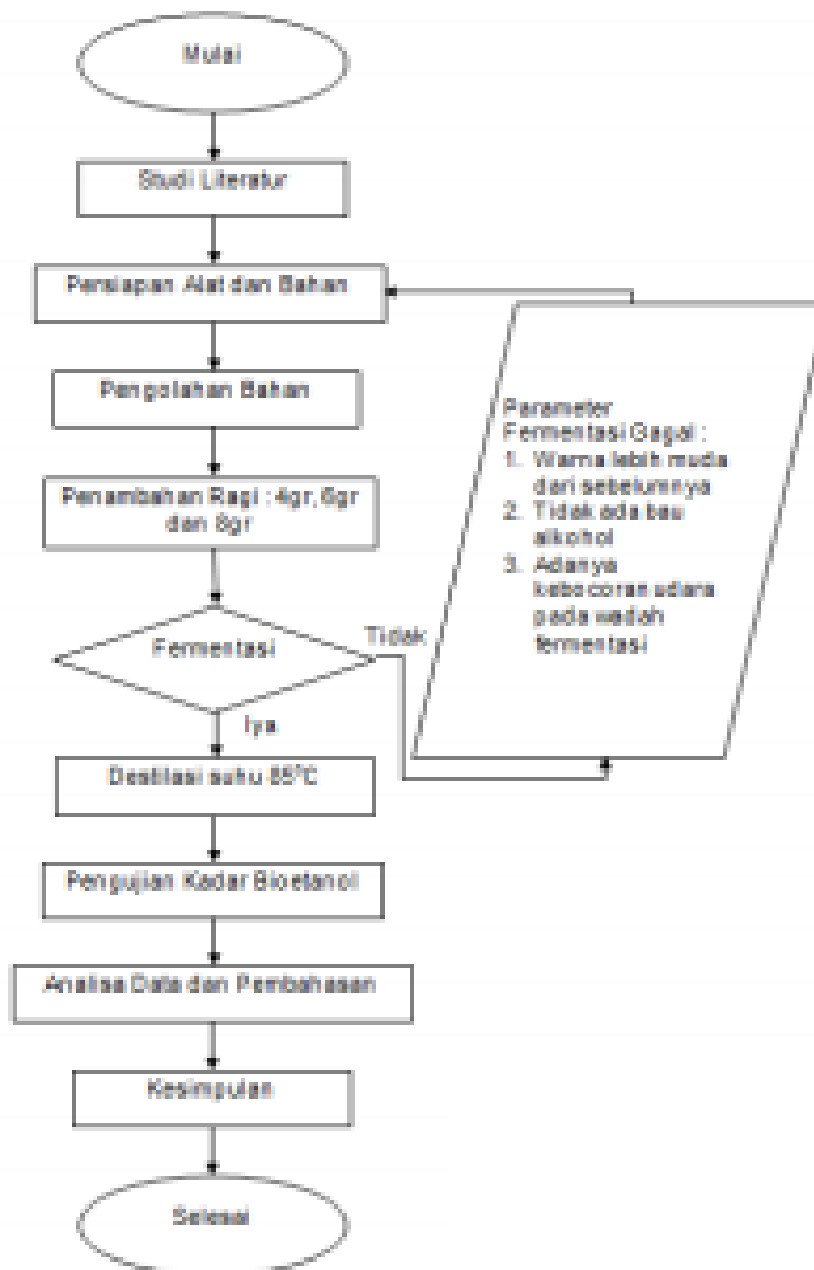 Mulai
Studi Literatur
Persiapan Alat dan Bahan
Pengolahan Bahan
Penambahan Ragi : 4gr, 6gr
dan 8gr
Fermentasi
Tidak
Iya
Parameter
Fermentasi Gagal :
1. Warna lebih muda
dari sebelumnya
2. Tidak ada bau
alkohol
3. Adanya
kebocoran udara
pada wadah
fermentasi
Destilasi suhu
Pengujian Kadar Bioetanol
Analisa Data dan Pembahasan
Kesimpulan
Selesai